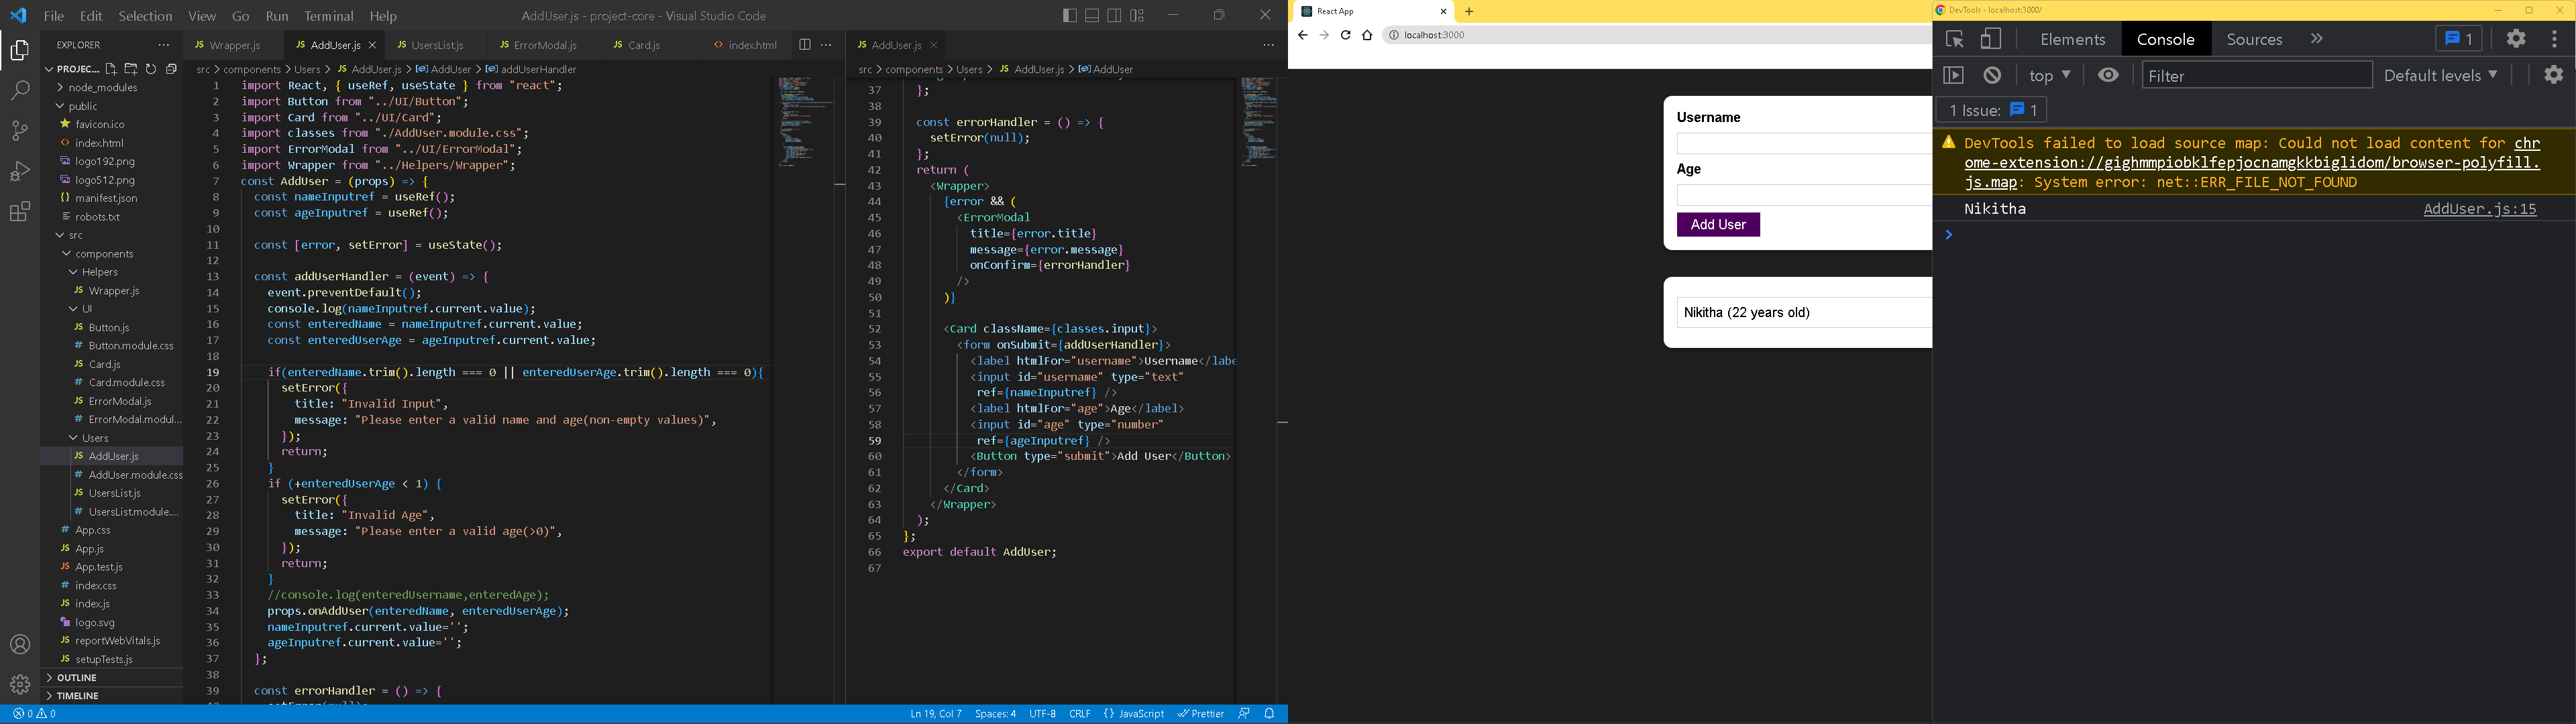 File Edit Selection View Go Run Terminal Help
AddUser.js - project-core - Visual Studio Code
EXPLORER
PROJEC...
node_modules
public
favicon.ico
index.html
logo192.png
logo512.png
manifest.json
robots.txt
src
components
Helpers
Wrapper.js
UI
Button.js
Button.module.css
Card.js
Card.module.css
ErrorModal.js
ErrorModal.modul...
Users
AddUser.js
AddUser.module.css
UsersList.js
UsersList.module....
App.css
App.js
App.test.js
index.css
index.js
logo.svg
reportWebVitals.js
setupTests.js
OUTLINE
TIMELINE
Wrapper.js AddUser.js UsersList.js ErrorModal.js Card.js index.html
src > components > Users > AddUser.js > AddUser > addUserHandler
1 import React, { useRef, useState } from "react";
2 import Button from "../UI/Button";
3 import Card from "../UI/Card";
4 import classes from "./AddUser.module.css";
5 import ErrorModal from "../UI/ErrorModal";
6 import Wrapper from "../Helpers/Wrapper";
7 const AddUser = (props) => {
8 const nameInputref = useRef();
9 const ageInputref = useRef();
10
11 const [error, setError] = useState();
12
13 const addUserHandler = (event) => {
14 event.preventDefault();
15 console.log(nameInputref.current.value);
16 const enteredName = nameInputref.current.value;
17 const enteredUserAge = ageInputref.current.value;
18
19 if(enteredName.trim().length === 0 || enteredUserAge.trim().length === 0){
20 setError({
21 title: "Invalid Input",
22 message: "Please enter a valid name and age(non-empty values)",
23 });
24 return;
25 }
26 if (+enteredUserAge < 1) {
27 setError({
28 title: "Invalid Age",
29 message: "Please enter a valid age(>0)",
30 });
31 return;
32 }
33 //console.log(enteredUsername,enteredAge);
34 props.onAddUser(enteredName, enteredUserAge);
35 nameInputref.current.value='';
36 ageInputref.current.value='';
37 };
38
39 const errorHandler = () => {
AddUser.js
src > components > Users > AddUser.js > AddUser
37 };
38
39 const errorHandler = () => {
40 setError(null);
41 };
42 return (
43 <Wrapper>
44 {error && (
45 <ErrorModal
46 title={error.title}
47 message={error.message}
48 onConfirm={errorHandler}
49 />
50 )}
51
52 <Card className={classes.input}>
53 <form onSubmit={addUserHandler}>
54 <label htmlFor="username">Username</labe
55 <input id="username" type="text"
56 ref={nameInputref} />
57 <label htmlFor="age">Age</label>
58 <input id="age" type="number"
59 ref={ageInputref} />
60 <Button type="submit">Add User</Button>
61 </form>
62 </Card>
63 </Wrapper>
64 );
65 };
66 export default AddUser;
67
0 0
Ln 19, Col 7 Spaces: 4 UTF-8 CRLF {} JavaScript Prettier
React App
localhost:3000
Username
Age
Add User
Nikitha (22 years old)
DevTools - localhost:3000/
Elements Console Sources 1
top Filter Default levels
1 Issue: 1
DevTools failed to load source map: Could not load content for chr
ome-extension://gighmmpiobklfepjocnamgkkbiglidom/browser-polyfill.
js.map: System error: net::ERR_FILE_NOT_FOUND
Nikitha AddUser.js:15